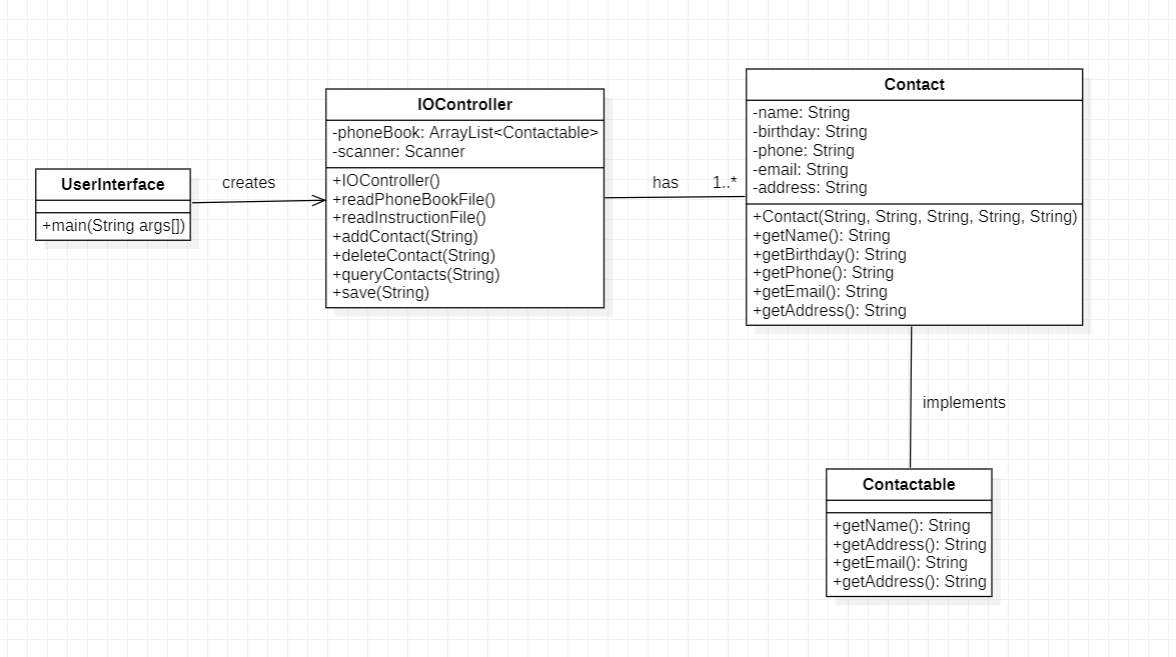 UserInterface
+main(String args[])
creates
IOController
-phoneBook: ArrayList<Contactable>
-scanner: Scanner
+IOController()
+readPhoneBookFile()
+readInstructionFile()
+addContact(String)
+deleteContact(String)
+queryContacts(String)
+save(String)
has
1..*
Contact
-name: String
-birthday: String
-phone: String
-email: String
-address: String
+Contact(String, String, String, String, String)
+getName(): String
+getBirthday(): String
+getPhone(): String
+getEmail(): String
+getAddress(): String
implements
Contactable
+getName(): String
+getAddress(): String
+getEmail(): String
+getAddress(): String